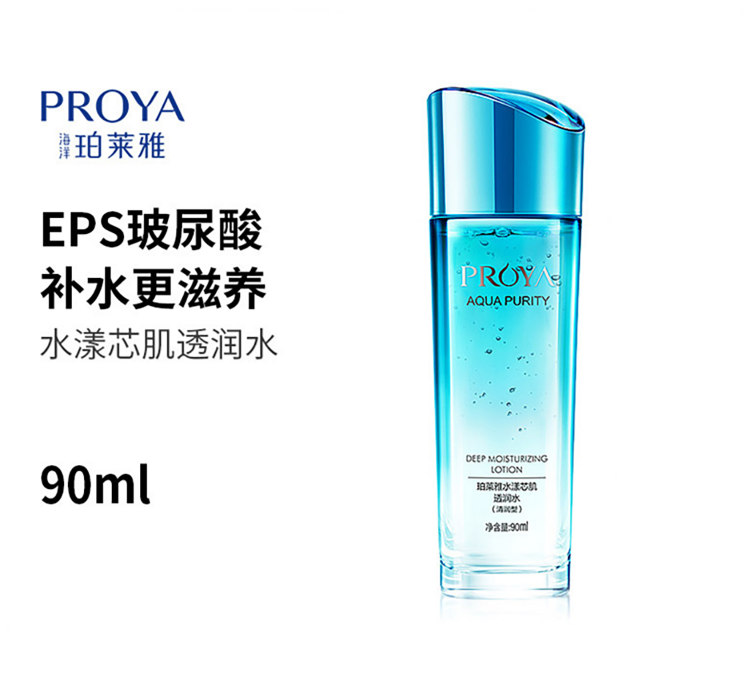 PROYA
海洋珀莱雅
EPS玻尿酸
补水更滋养
水漾芯肌透润水
90ml
PROYA
AQUA PURITY
DEEP MOISTURIZING
LOTION
珀莱雅水漾芯肌
透润水
（清润型）
净含量:90ml